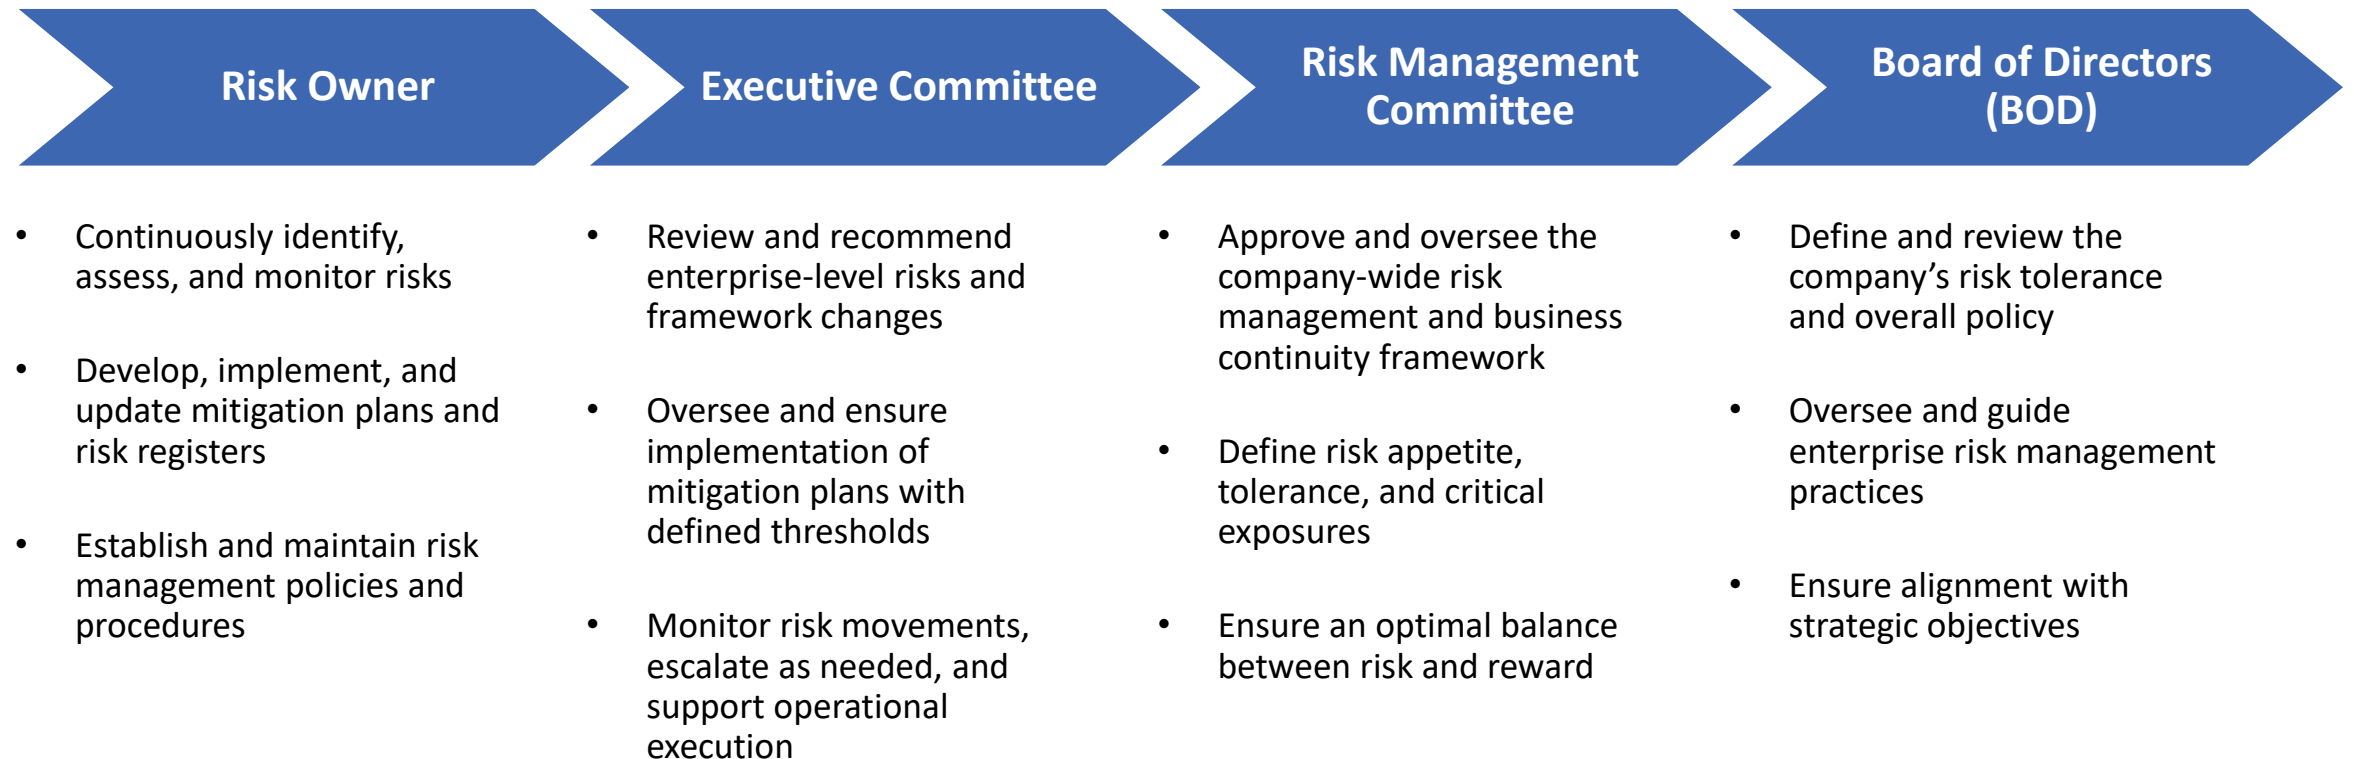 Risk Owner
Executive Committee
Risk Management
Committee
Board of Directors
(BOD)
• Continuously identify,
assess, and monitor risks
• Develop, implement, and
update mitigation plans and
risk registers
• Establish and maintain risk
management policies and
procedures
• Review and recommend
enterprise-level risks and
framework changes
• Oversee and ensure
implementation of
mitigation plans with
defined thresholds
• Monitor risk movements,
escalate as needed, and
support operational
execution
• Approve and oversee the
company-wide risk
management and business
continuity framework
• Define risk appetite,
tolerance, and critical
exposures
• Ensure an optimal balance
between risk and reward
• Define and review the
company’s risk tolerance
and overall policy
• Oversee and guide
enterprise risk management
practices
• Ensure alignment with
strategic objectives